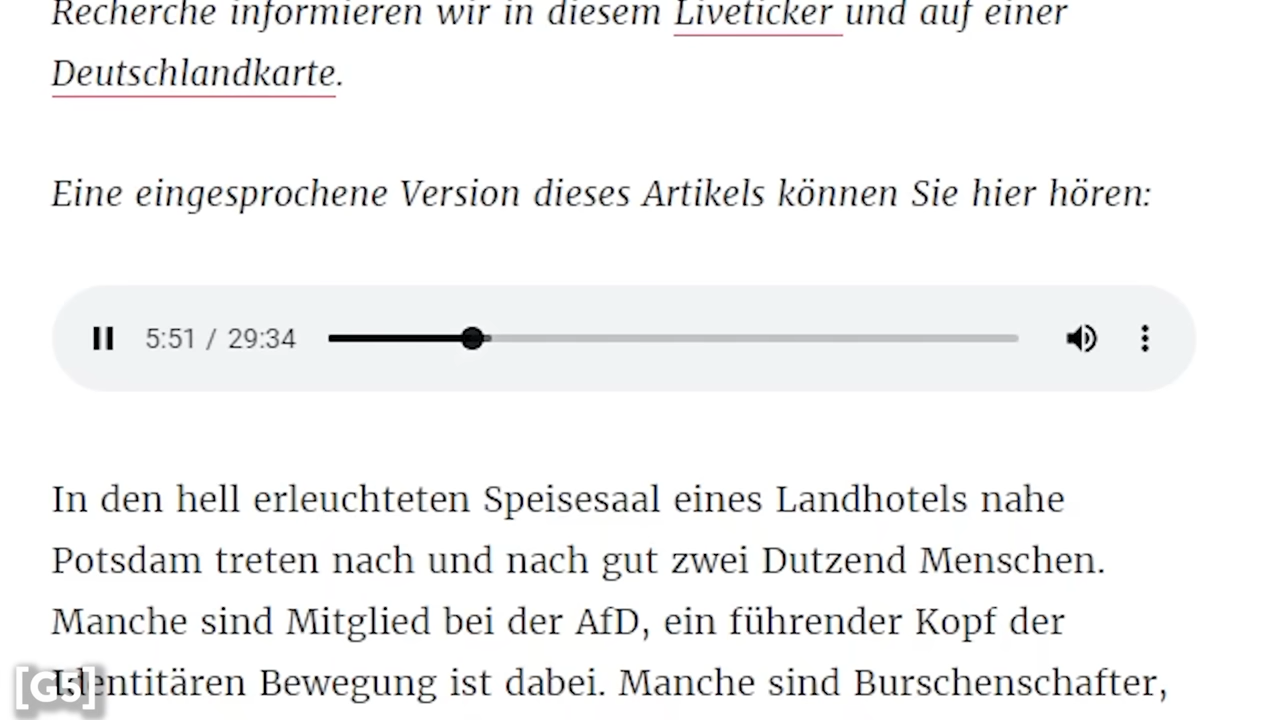 Recherche informieren wir in diesem Liveticker und auf einer
Deutschlandkarte.
Eine eingesprochene Version dieses Artikels können Sie hier hören:
5:51 / 29:34
In den hell erleuchteten Speisesaal eines Landhotels nahe
Potsdam treten nach und nach gut zwei Dutzend Menschen.
Manche sind Mitglied bei der AfD, ein führender Kopf der
Identitären Bewegung ist dabei. Manche sind Burschenschafter,
[G5]